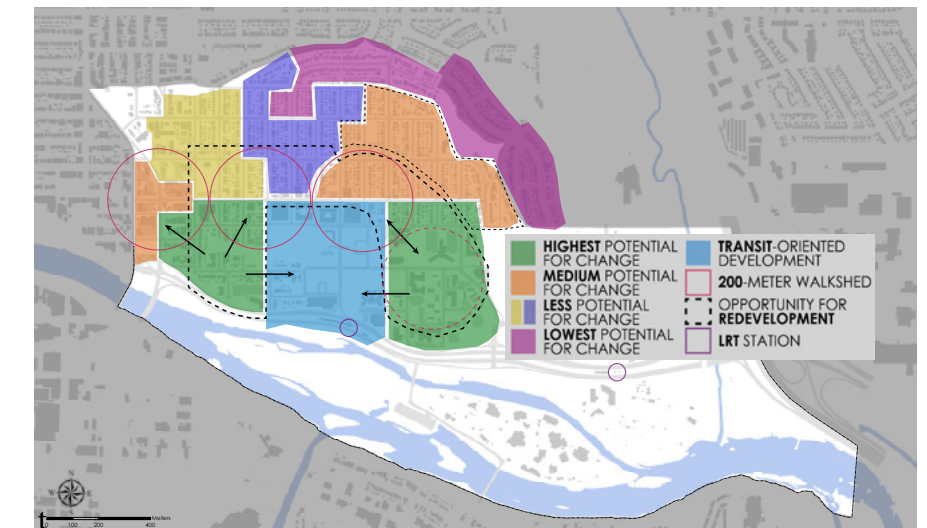 HIGHEST POTENTIAL
FOR CHANGE
MEDIUM POTENTIAL
FOR CHANGE
LESS POTENTIAL
FOR CHANGE
LOWEST POTENTIAL
FOR CHANGE
TRANSIT-ORIENTED
DEVELOPMENT
200-METER WALKSHED
OPPORTUNITY FOR
REDEVELOPMENT
LRT STATION
N
W E
S
t
Meters
0 100 200 400